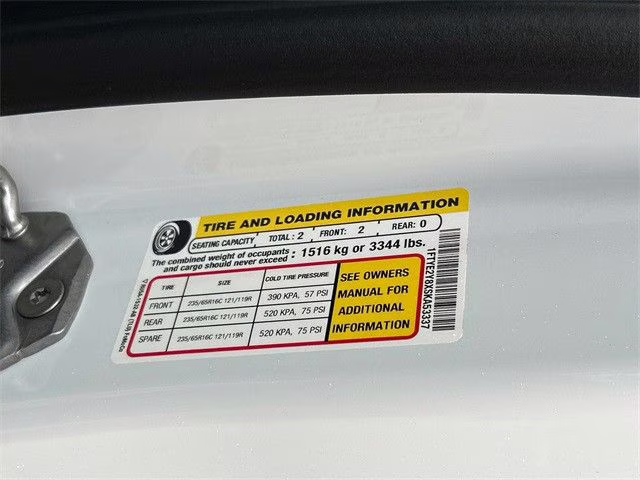 TIRE AND LOADING INFORMATION
SEATING CAPACITY TOTAL : 2 FRONT: 2 REAR: 0
The combined weight of occupants and cargo should never exceed : 1516 kg or 3344 lbs.
TIRE SIZE COLD TIRE PRESSURE
FRONT 235/65R16C 121/119R 390 KPA, 57 PSI
REAR 235/65R16C 121/119R 520 KPA, 75 PSI
SPARE 235/65R16C 121/119R 520 KPA, 75 PSI
SEE OWNERS
MANUAL FOR
ADDITIONAL
INFORMATION
1FTBR2Y8XSKA53337